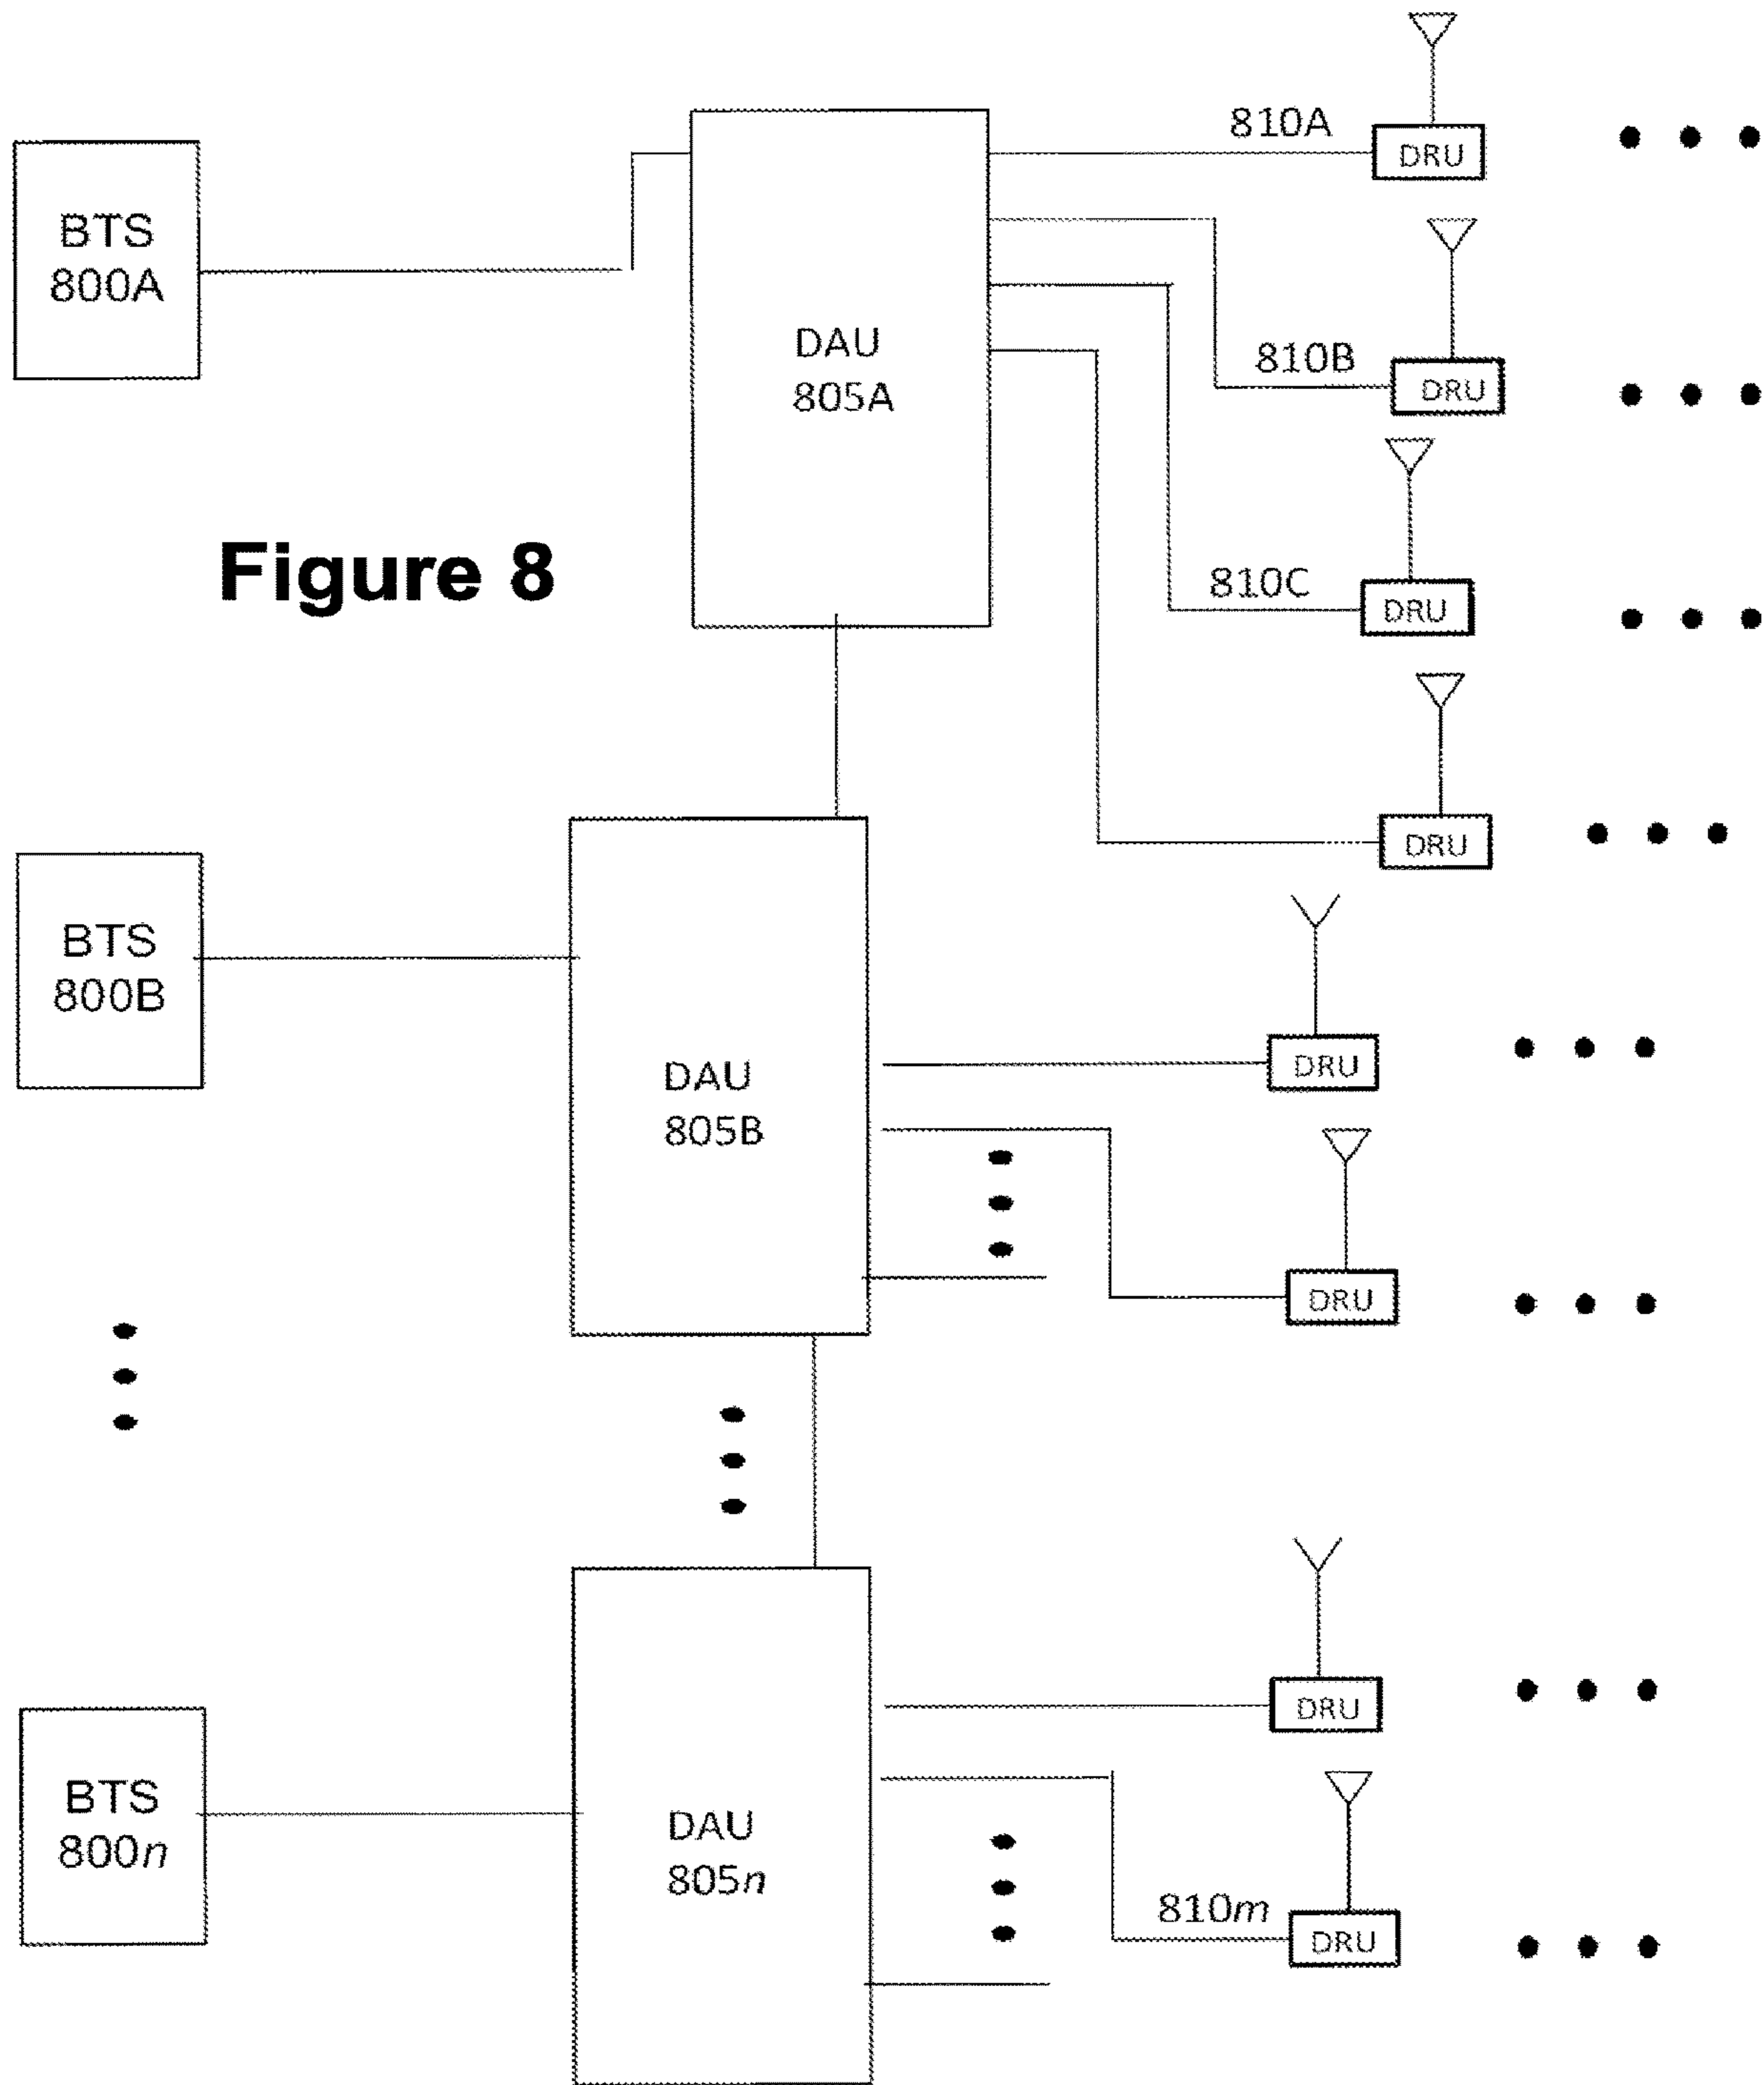 810A
DRU
BTS
800A
DAU
805A
810B
DRU
Figure 8
810C
DRU
DRU
BTS
800B
DAU
805B
DRU
DRU
DRU
BTS
800n
DAU
805n
810m
DRU